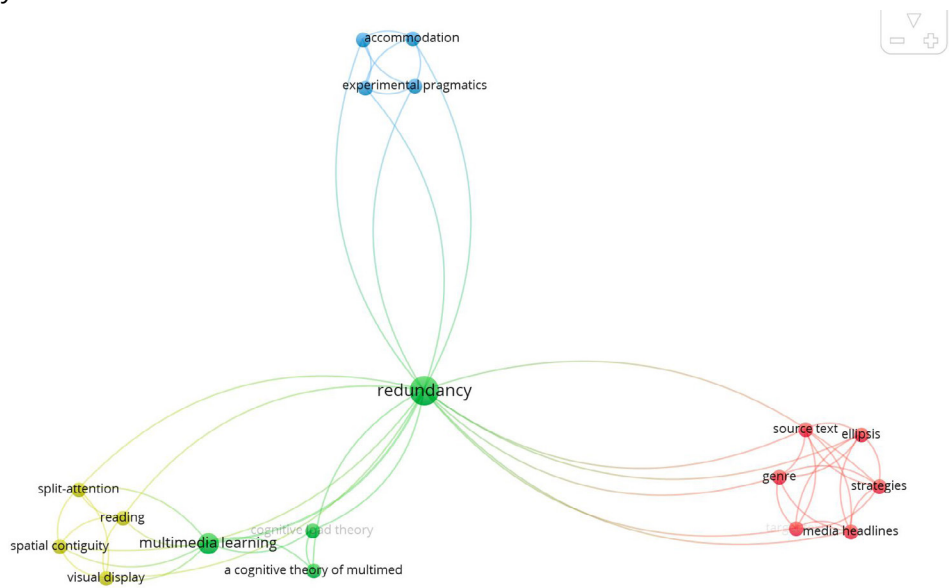 accommodation
experimental pragmatics
redundancy
source text
ellipsis
genre
strategies
media headlines
split-attention
reading
spatial contiguity
visual display
multimedia learning
cognitive load theory
a cognitive theory of multimed